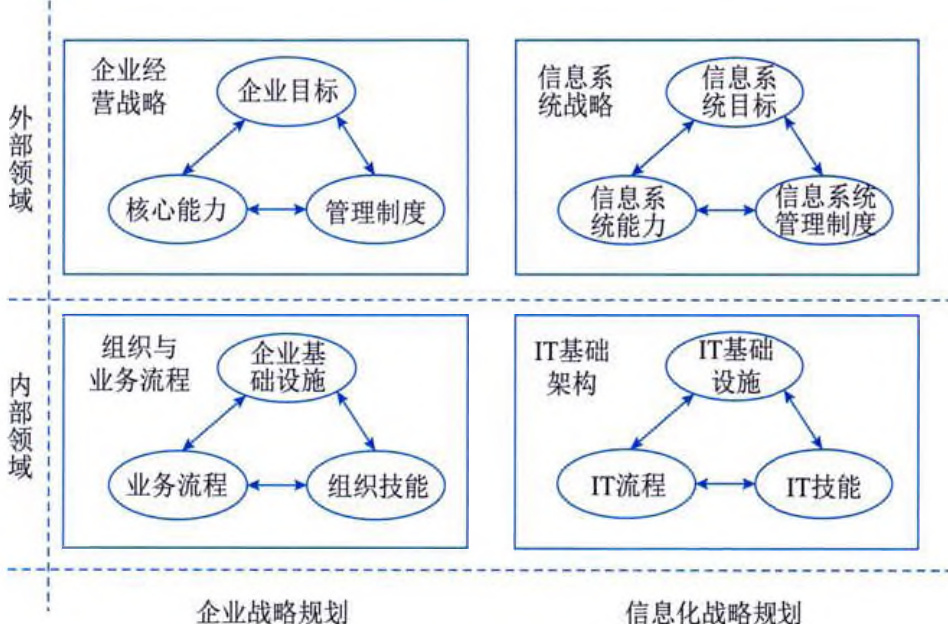 外部领域
企业经
营战略
企业目标
核心能力
管理制度
信息系
统战略
信息系
统目标
信息系
统能力
信息系统
管理制度
内部领域
组织与
业务流程
企业基
础设施
业务流程
组织技能
IT基础
架构
IT基础
设施
IT流程
IT技能
企业战略规划
信息化战略规划